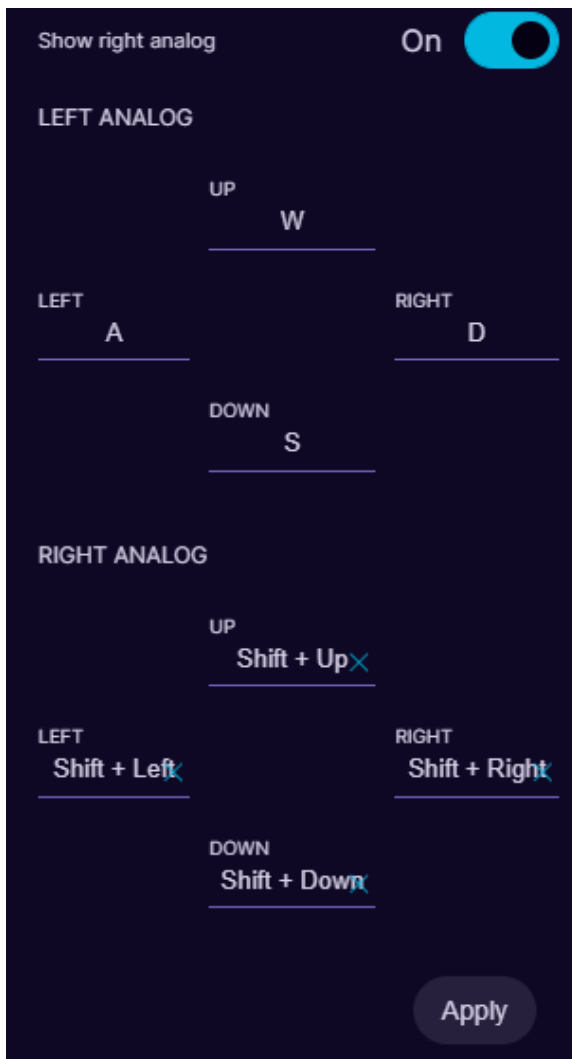 Show right analog On
LEFT ANALOG
UP
W
LEFT RIGHT
A D
DOWN
S
RIGHT ANALOG
UP
Shift + Up
LEFT RIGHT
Shift + Left Shift + Right
DOWN
Shift + Down
Apply